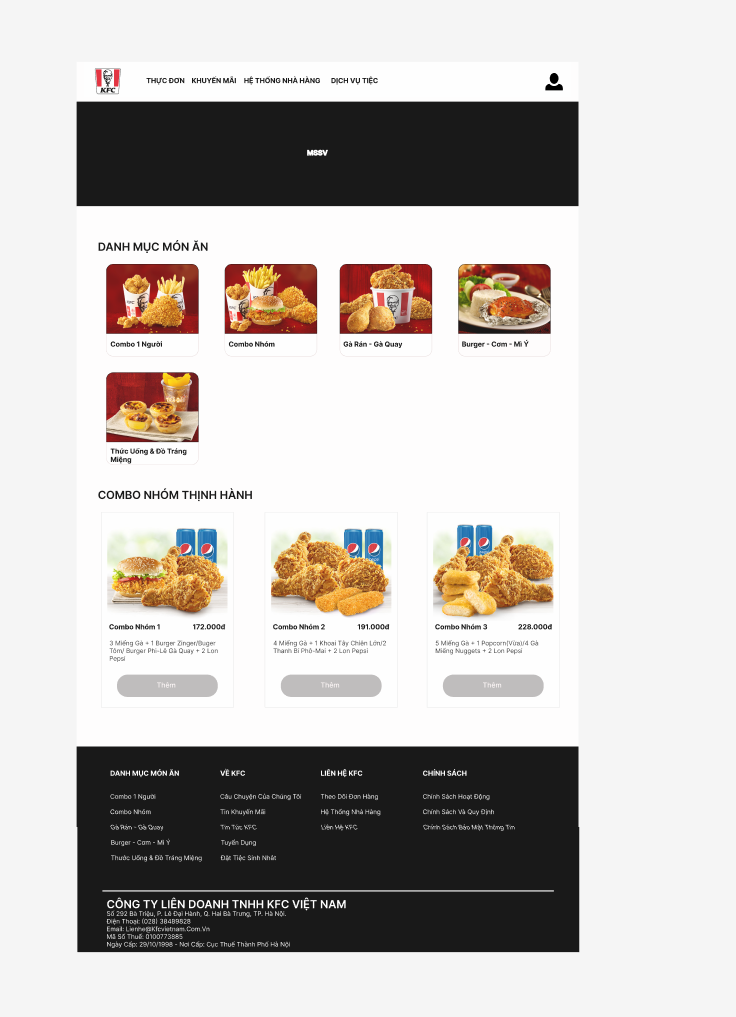 KFC
THỰC ĐƠN KHUYẾN MÃI HỆ THỐNG NHÀ HÀNG DỊCH VỤ TIỆC
MSSV
DANH MỤC MÓN ĂN
Combo 1 Người
Combo Nhóm
Gà Rán - Gà Quay
Burger - Cơm - Mì Ý
Thức Uống & Đồ Tráng
Miệng
COMBO NHÓM THỊNH HÀNH
Combo Nhóm 1 172.000đ
3 Miếng Gà + 1 Burger Zinger/Buger
Tôm/ Burger Phi-Lê Gà Quay + 2 Lon
Pepsi
Thêm
Combo Nhóm 2 191.000đ
4 Miếng Gà + 1 Khoai Tây Chiên Lớn/2
Thanh Bí Phô-Mai + 2 Lon Pepsi
Thêm
Combo Nhóm 3 228.000đ
5 Miếng Gà + 1 Popcorn(Vừa)/4 Gà
Miếng Nuggets + 2 Lon Pepsi
Thêm
DANH MỤC MÓN ĂN
Combo 1 Người
Combo Nhóm
Gà Rán - Gà Quay
Burger - Cơm - Mì Ý
Thước Uống & Đồ Tráng Miệng
VỀ KFC
Câu Chuyện Của Chúng Tôi
Tin Khuyến Mãi
Tin Tức KFC
Tuyển Dụng
Đặt Tiệc Sinh Nhật
LIÊN HỆ KFC
Theo Dõi Đơn Hàng
Hệ Thống Nhà Hàng
Liên Hệ KFC
CHÍNH SÁCH
Chính Sách Hoạt Động
Chính Sách Và Quy Định
Chính Sách Bảo Mật Thông Tin
CÔNG TY LIÊN DOANH TNHH KFC VIỆT NAM
Số 292 Bà Triệu, P. Lê Đại Hành, Q. Hai Bà Trưng, TP. Hà Nội.
Điện Thoại: (028) 38489828
Email: Lienhe@Kfcvietnam.Com.Vn
Mã Số Thuế: 0100773885
Ngày Cấp: 29/10/1998 - Nơi Cấp: Cục Thuế Thành Phố Hà Nội